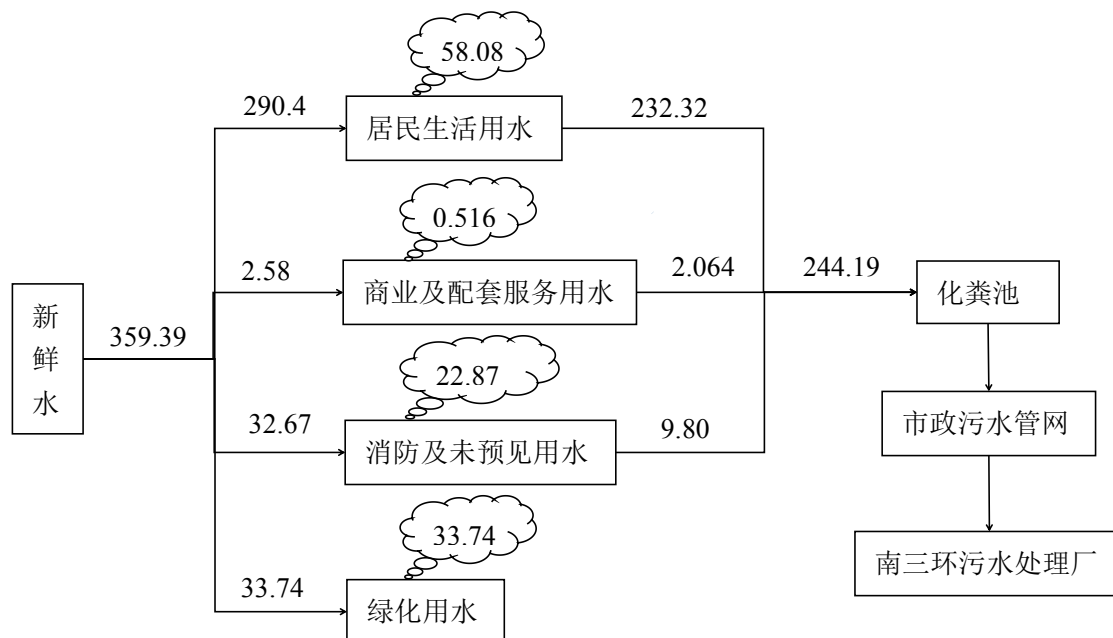 58.08
290.4
居民生活用水
232.32
0.516
2.58
商业及配套服务用水
2.064
244.19
化粪池
新
鲜
水
359.39
22.87
32.67
消防及未预见用水
9.80
市政污水管网
33.74
33.74
绿化用水
南三环污水处理厂